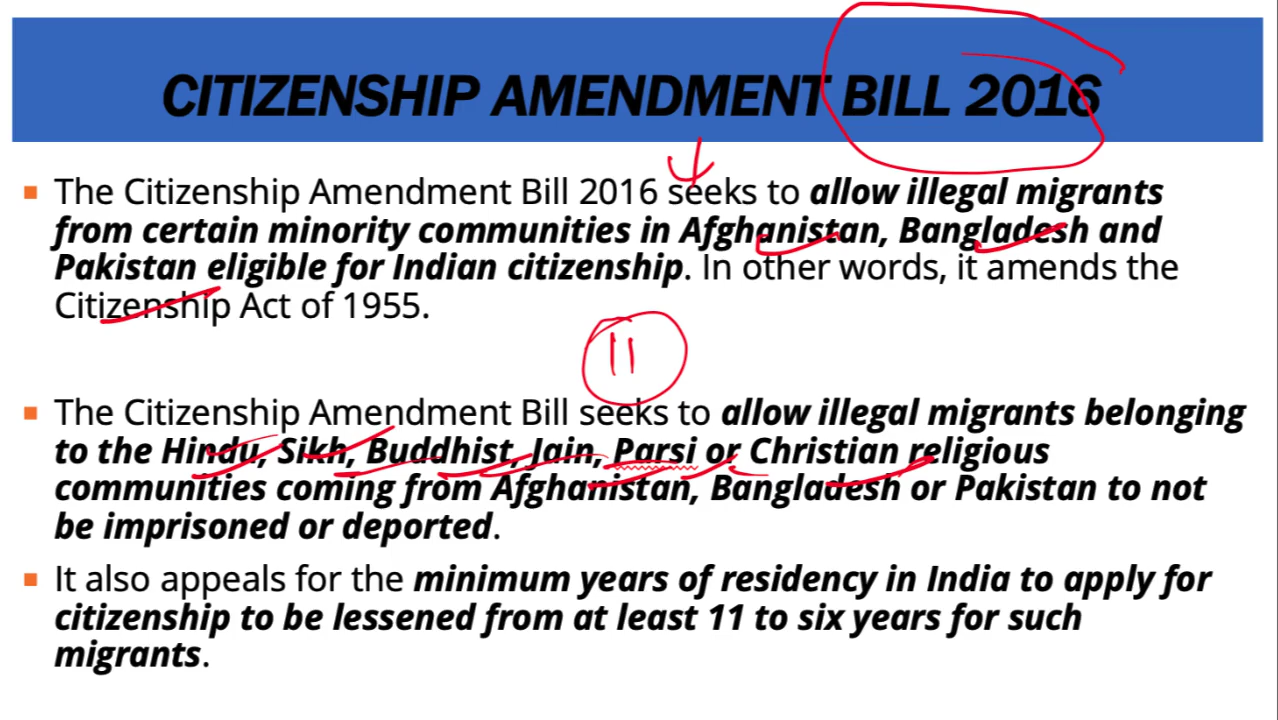 CITIZENSHIP AMENDMENT BILL 2016
The Citizenship Amendment Bill 2016 seeks to allow illegal migrants
from certain minority communities in Afghanistan, Bangladesh and
Pakistan eligible for Indian citizenship. In other words, it amends the
Citizenship Act of 1955.
11
The Citizenship Amendment Bill seeks to allow illegal migrants belonging
to the Hindu, Sikh, Buddhist, Jain, Parsi or Christian religious
communities coming from Afghanistan, Bangladesh or Pakistan to not
be imprisoned or deported.
It also appeals for the minimum years of residency in India to apply for
citizenship to be lessened from at least 11 to six years for such
migrants.